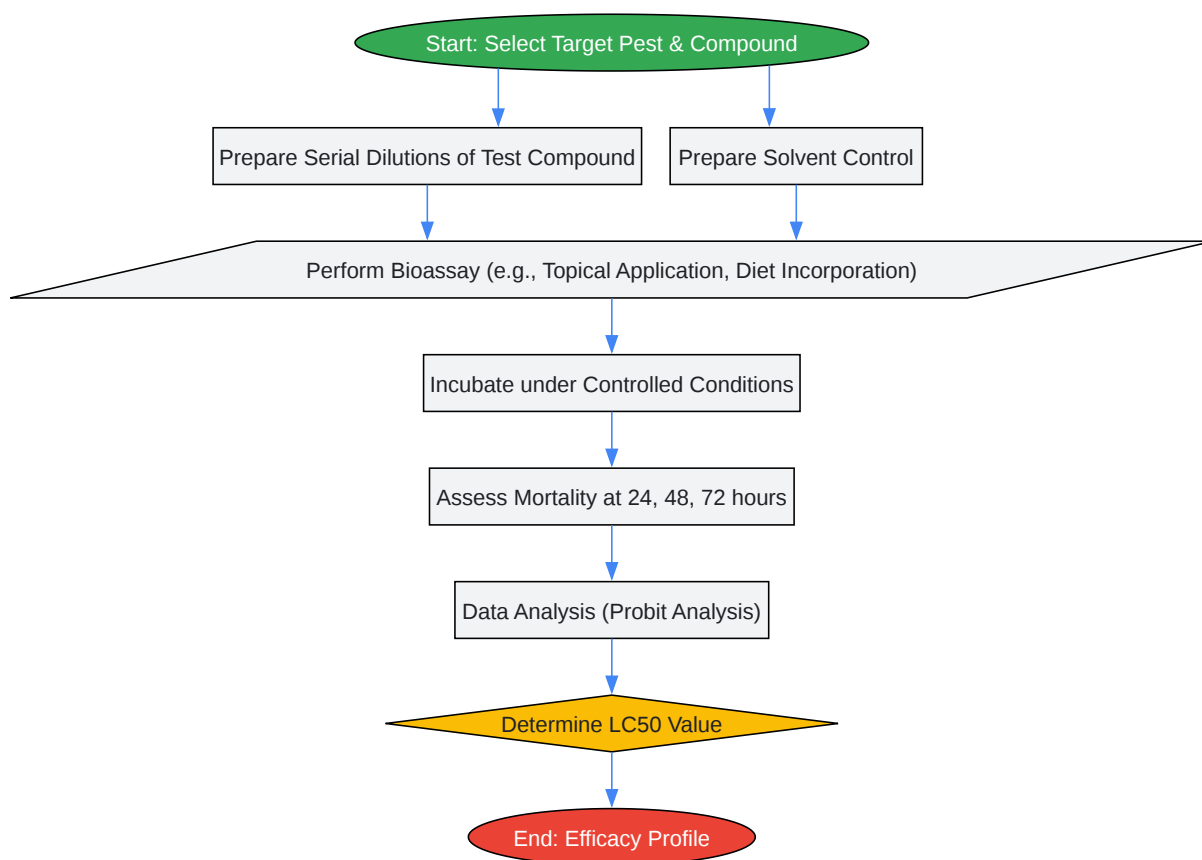 Start: Select Target Pest & Compound
Prepare Serial Dilutions of Test Compound
Prepare Solvent Control
Perform Bioassay (e.g., Topical Application, Diet Incorporation)
Incubate under Controlled Conditions
Assess Mortality at 24, 48, 72 hours
Data Analysis (Probit Analysis)
Determine LC50 Value
End: Efficacy Profile